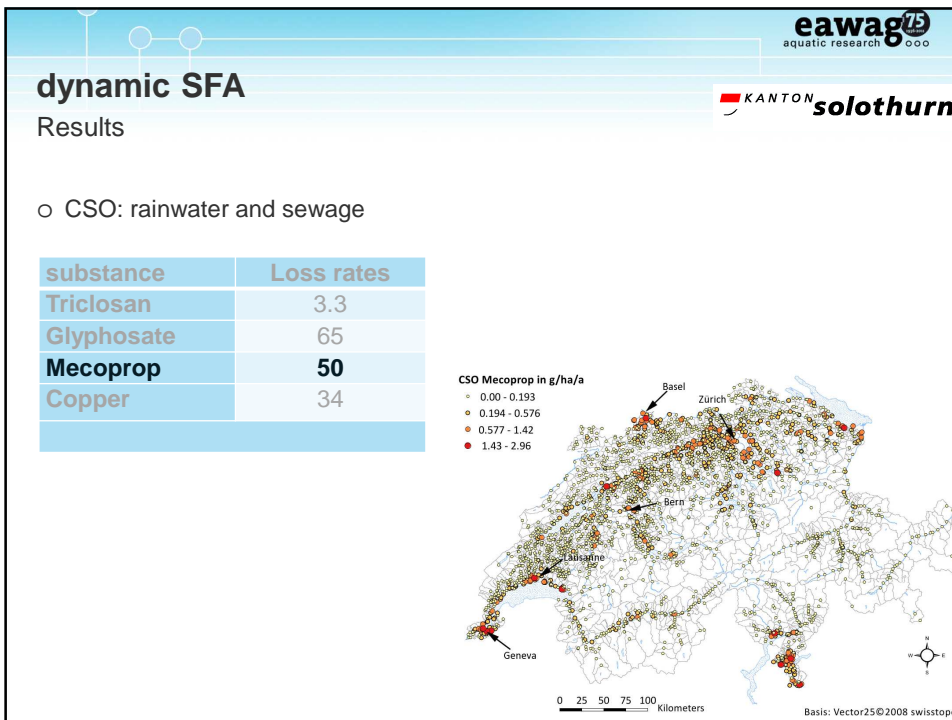 eawag 75
aquatic research ooo
dynamic SFA
KANTON solothurn
Results
CSO: rainwater and sewage
substance Loss rates
Triclosan 3.3
Glyphosate 65
Mecoprop 50
Copper 34
CSO Mecoprop in g/ha/a
0.00 - 0.193
0.194 - 0.576
0.577 - 1.42
1.43 - 2.96
Basel
Zürich
Bern
Lausanne
Geneva
N
W E
S
0 25 50 75 100 Kilometers
Basis: Vector25©2008 swisstopo